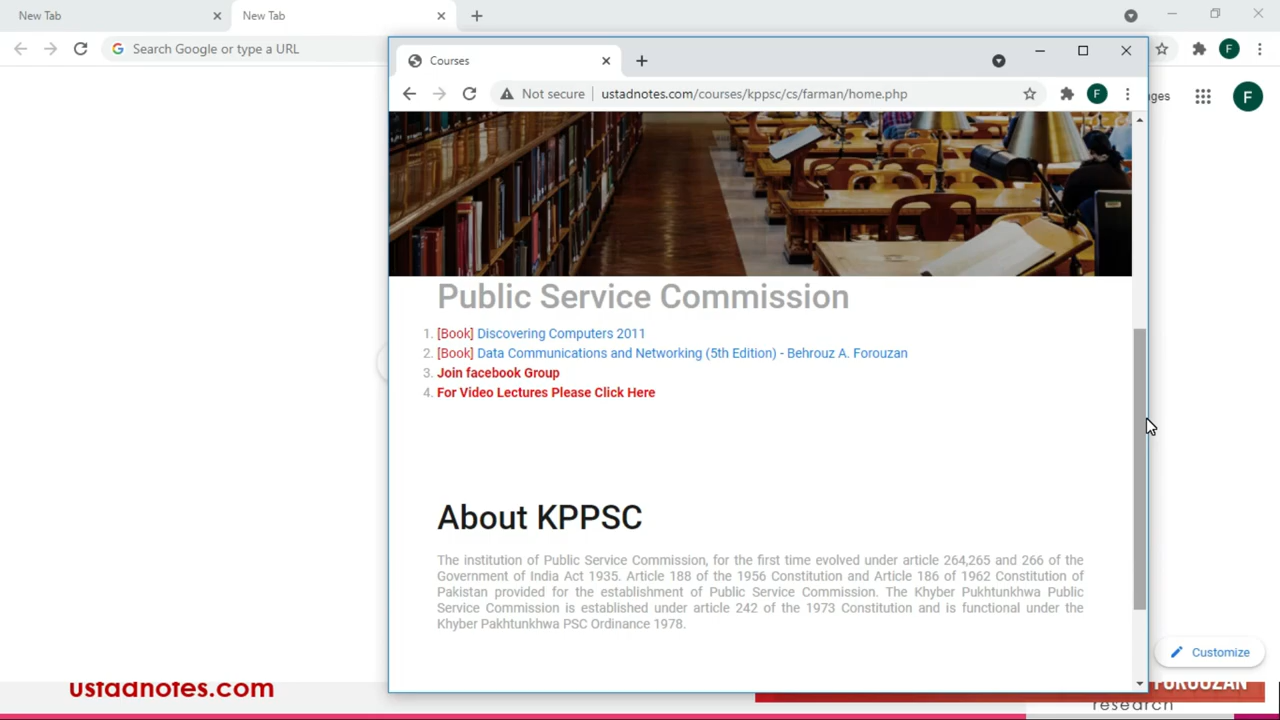 New Tab
New Tab
Search Google or type a URL
Courses
Not secure
ustadnotes.com/courses/kppsc/cs/farman/home.php
F
ges
F
F
Public Service Commission
1. [Book] Discovering Computers 2011
2. [Book] Data Communications and Networking (5th Edition) - Behrouz A. Forouzan
3. Join facebook Group
4. For Video Lectures Please Click Here
About KPPSC
The institution of Public Service Commission, for the first time evolved under article 264,265 and 266 of the
Government of India Act 1935. Article 188 of the 1956 Constitution and Article 186 of 1962 Constitution of
Pakistan provided for the establishment of Public Service Commission. The Khyber Pukhtunkhwa Public
Service Commission is established under article 242 of the 1973 Constitution and is functional under the
Khyber Pakhtunkhwa PSC Ordinance 1978.
Customize
ustadnotes.com
FOROUZAN
research